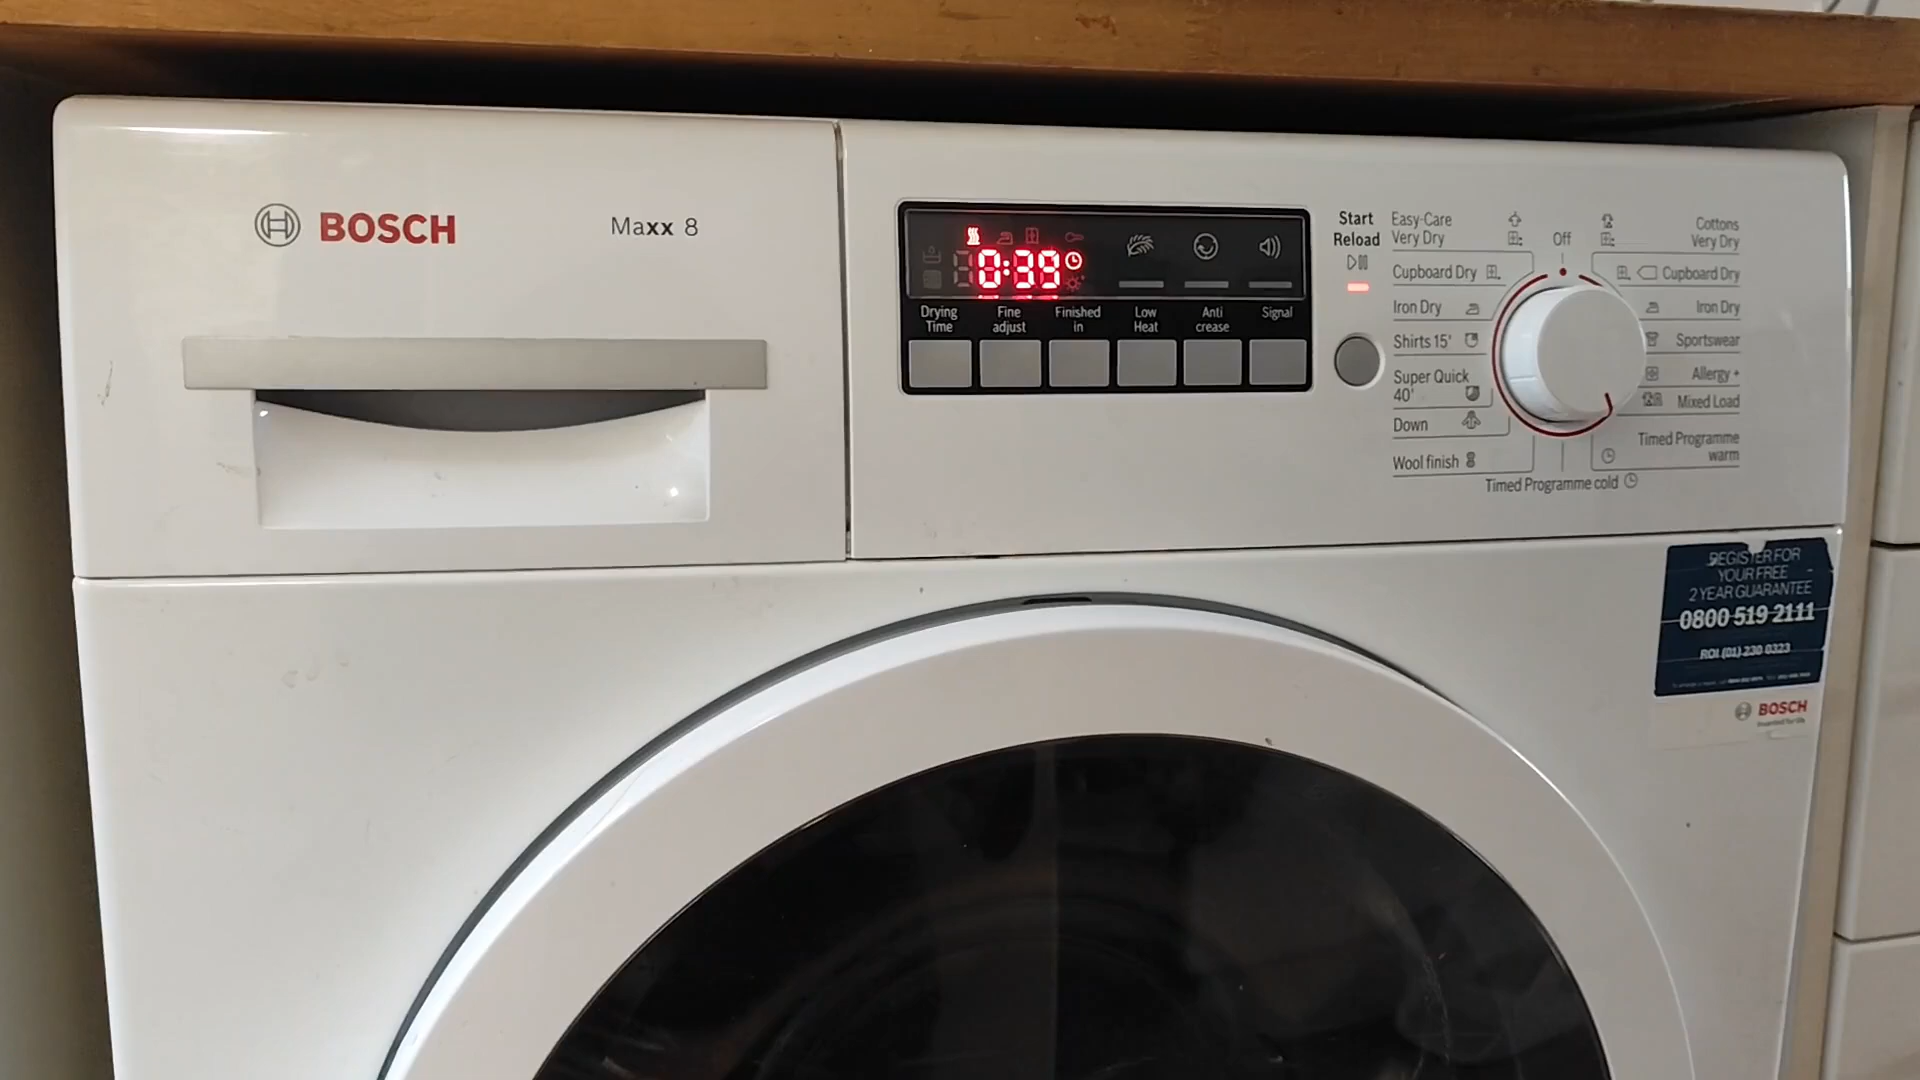 BOSCH
Maxx 8
0:39
Drying Time
Fine adjust
Finished in
Low Heat
Anti crease
Signal
Start
Reload
Easy-Care
Very Dry
Cupboard Dry
Iron Dry
Shirts 15'
Super Quick
40'
Down
Wool finish
Off
Timed Programme cold
Cottons
Very Dry
Cupboard Dry
Iron Dry
Sportswear
Allergy +
Mixed Load
Timed Programme
warm
REGISTER FOR
YOUR FREE
2 YEAR GUARANTEE
0800 519 2111
ROI (01) 230 0323
BOSCH
Invented for life